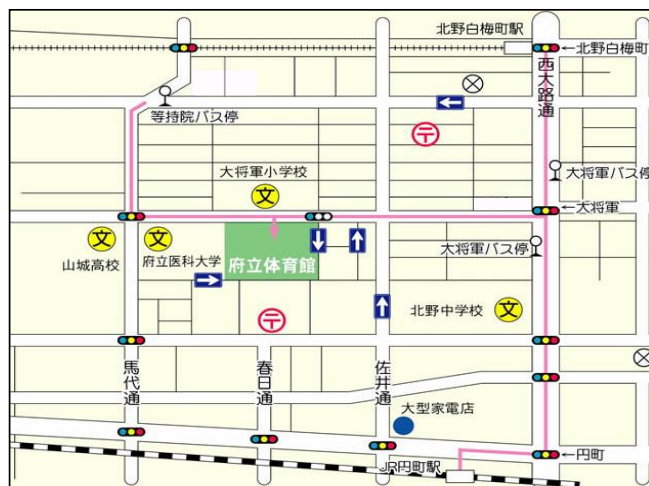 北野白梅町駅
←北野白梅町
西大路通
等持院バス停
〒
大将軍小学校
文
大将軍バス停
←大将軍
文
文
山城高校
府立医科大学
府立体育館
大将軍バス停
北野中学校
文
〒
馬代通
春日通
佐井通
大型家電店
←円町
JR円町駅